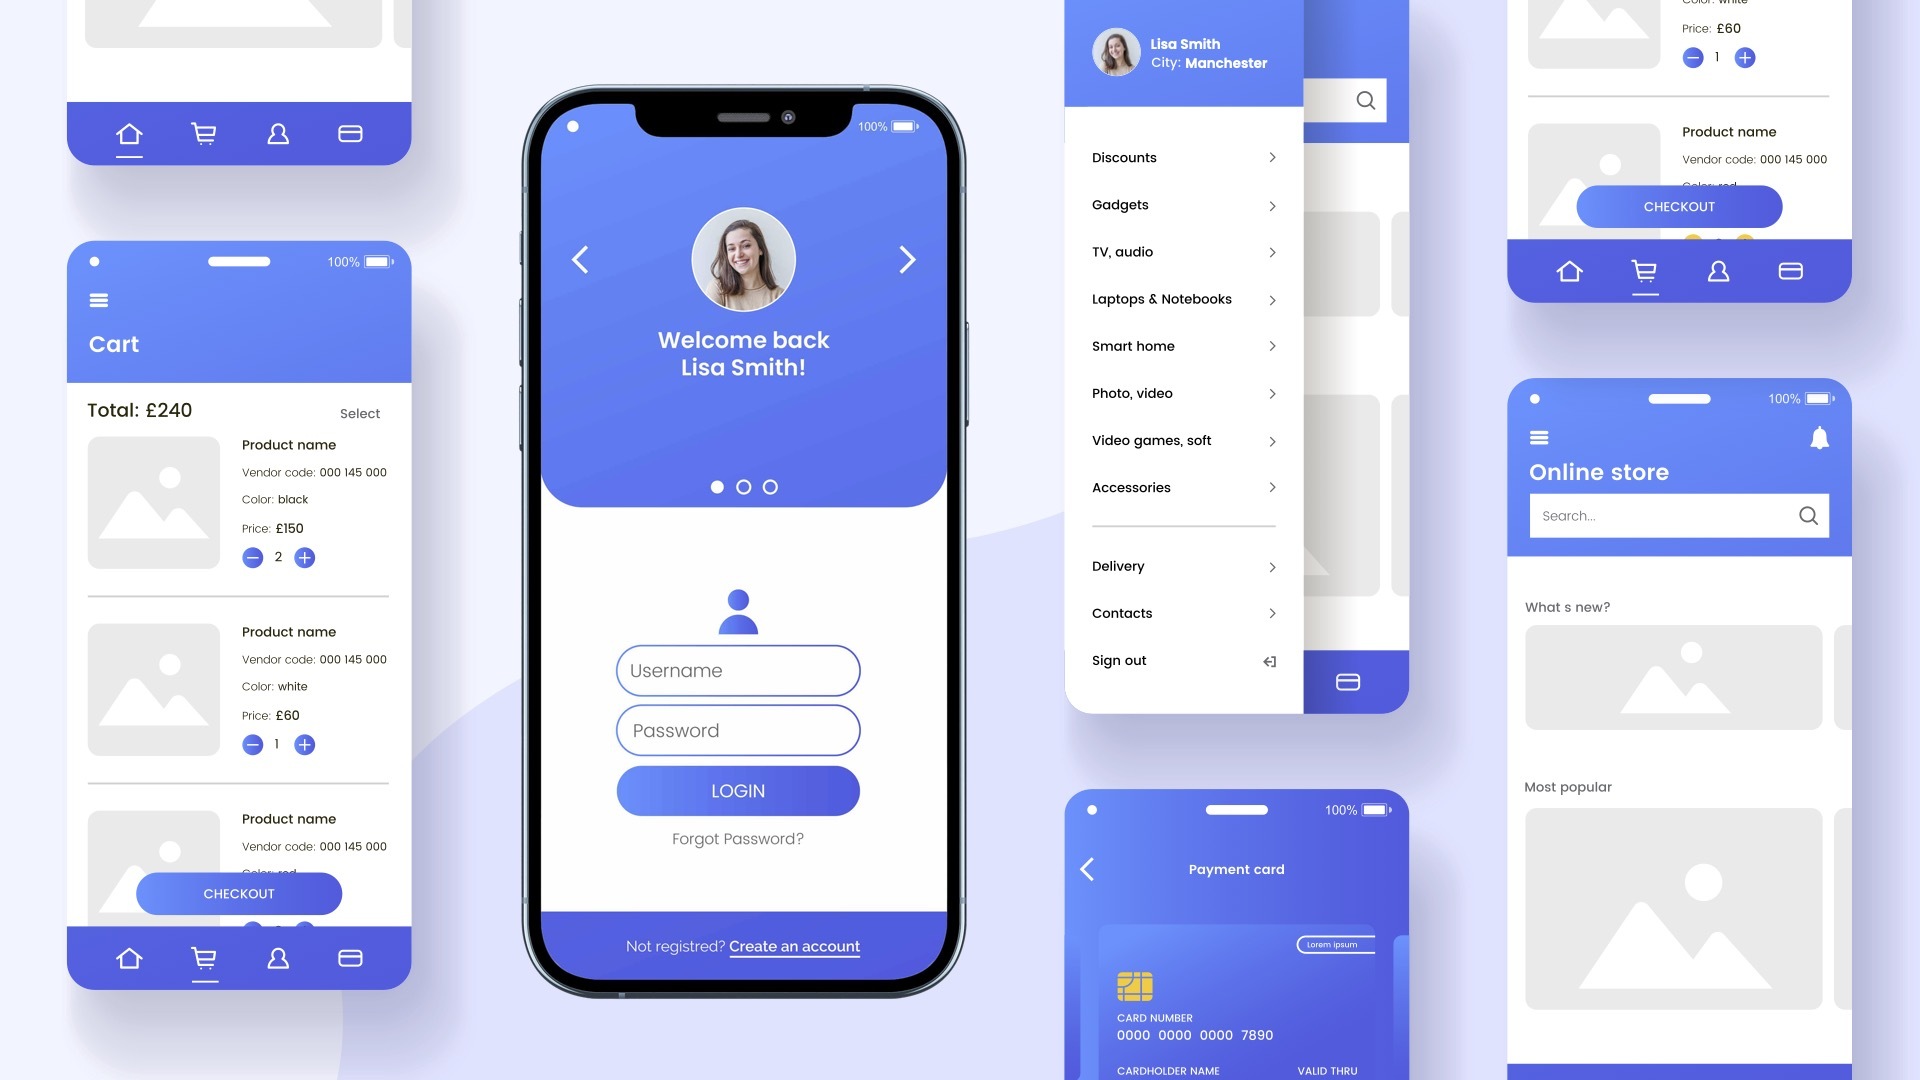 100%
Cart
Total: £240
Select
Product name
Vendor code: 000 145 000
Color: black
Price: £150
2
Product name
Vendor code: 000 145 000
Color: white
Price: £60
1
Product name
Vendor code: 000 145 000
CHECKOUT
100%
Welcome back
Lisa Smith!
Username
Password
LOGIN
Forgot Password?
Not registred? Create an account
Lisa Smith
City: Manchester
Discounts
Gadgets
TV, audio
Laptops & Notebooks
Smart home
Photo, video
Video games, soft
Accessories
Delivery
Contacts
Sign out
100%
Payment card
Lorem ipsum
CARD NUMBER
0000 0000 0000 7890
CARDHOLDER NAME VALID THRU
Color: white
Price: £60
1
Product name
Vendor code: 000 145 000
CHECKOUT
100%
Online store
Search...
What s new?
Most popular